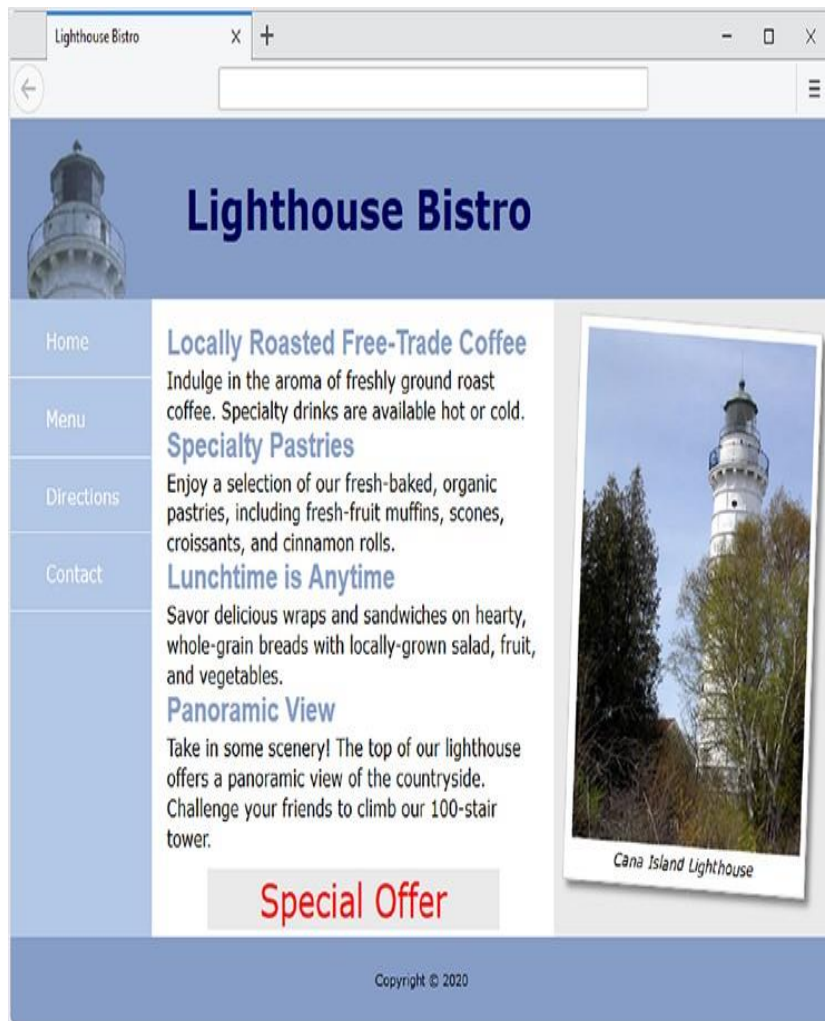 Lighthouse Bistro
Lighthouse Bistro
Home
Menu
Directions
Contact
Locally Roasted Free-Trade Coffee
Indulge in the aroma of freshly ground roast
coffee. Specialty drinks are available hot or cold.
Specialty Pastries
Enjoy a selection of our fresh-baked, organic
pastries, including fresh-fruit muffins, scones,
croissants, and cinnamon rolls.
Lunchtime is Anytime
Savor delicious wraps and sandwiches on hearty,
whole-grain breads with locally-grown salad, fruit,
and vegetables.
Panoramic View
Take in some scenery! The top of our lighthouse
offers a panoramic view of the countryside.
Challenge your friends to climb our 100-stair
tower.
Special Offer
Cana Island Lighthouse
Copyright © 2020